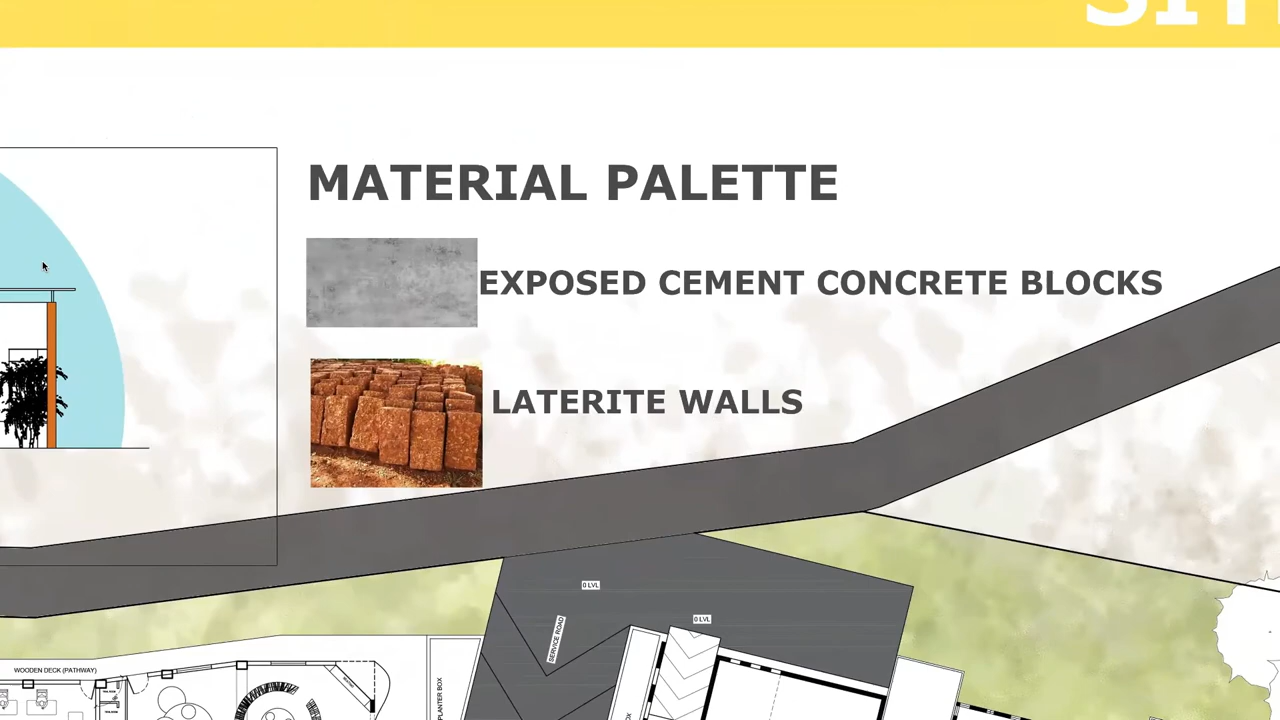 MATERIAL PALETTE
EXPOSED CEMENT CONCRETE BLOCKS
LATERITE WALLS
0 LVL
0 LVL
SERVICE ROAD
WOODEN DECK (PATHWAY)
PLANTER BOX